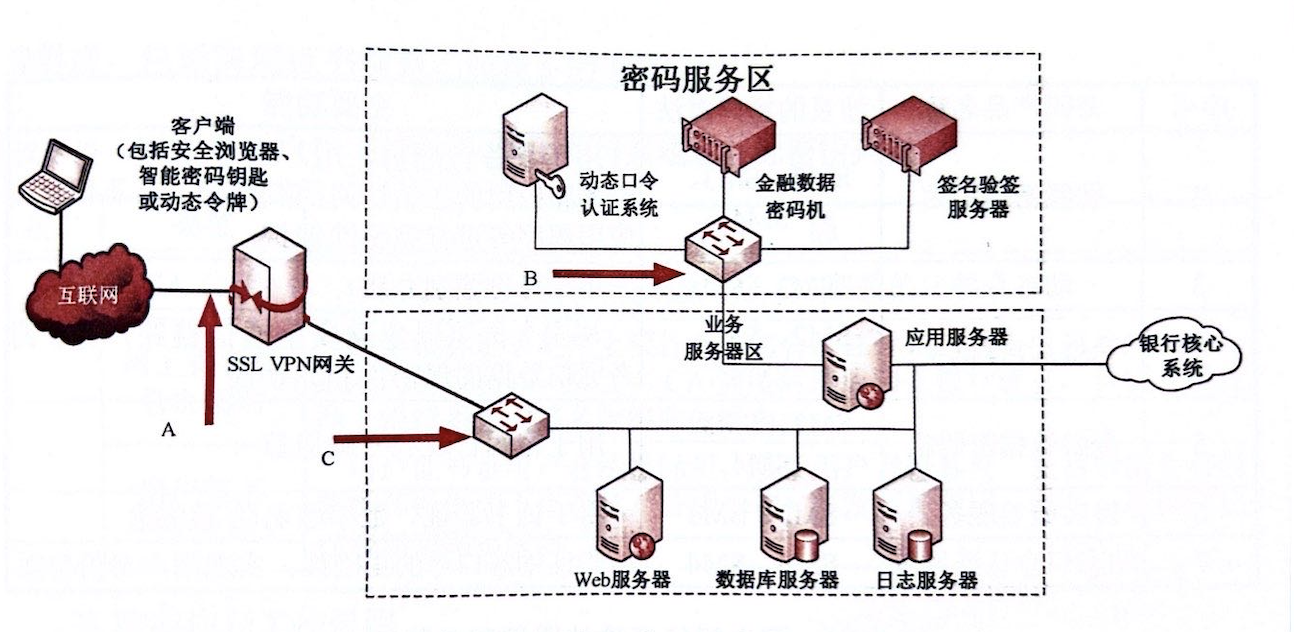 密码服务区
客户端
（包括安全浏览器、
智能密码钥匙
或动态令牌）
动态口令
认证系统
金融数据
密码机
签名验签
服务器
互联网
B
业务
服务器区
应用服务器
银行核心
系统
SSL VPN网关
A
C
Web服务器
数据库服务器
日志服务器